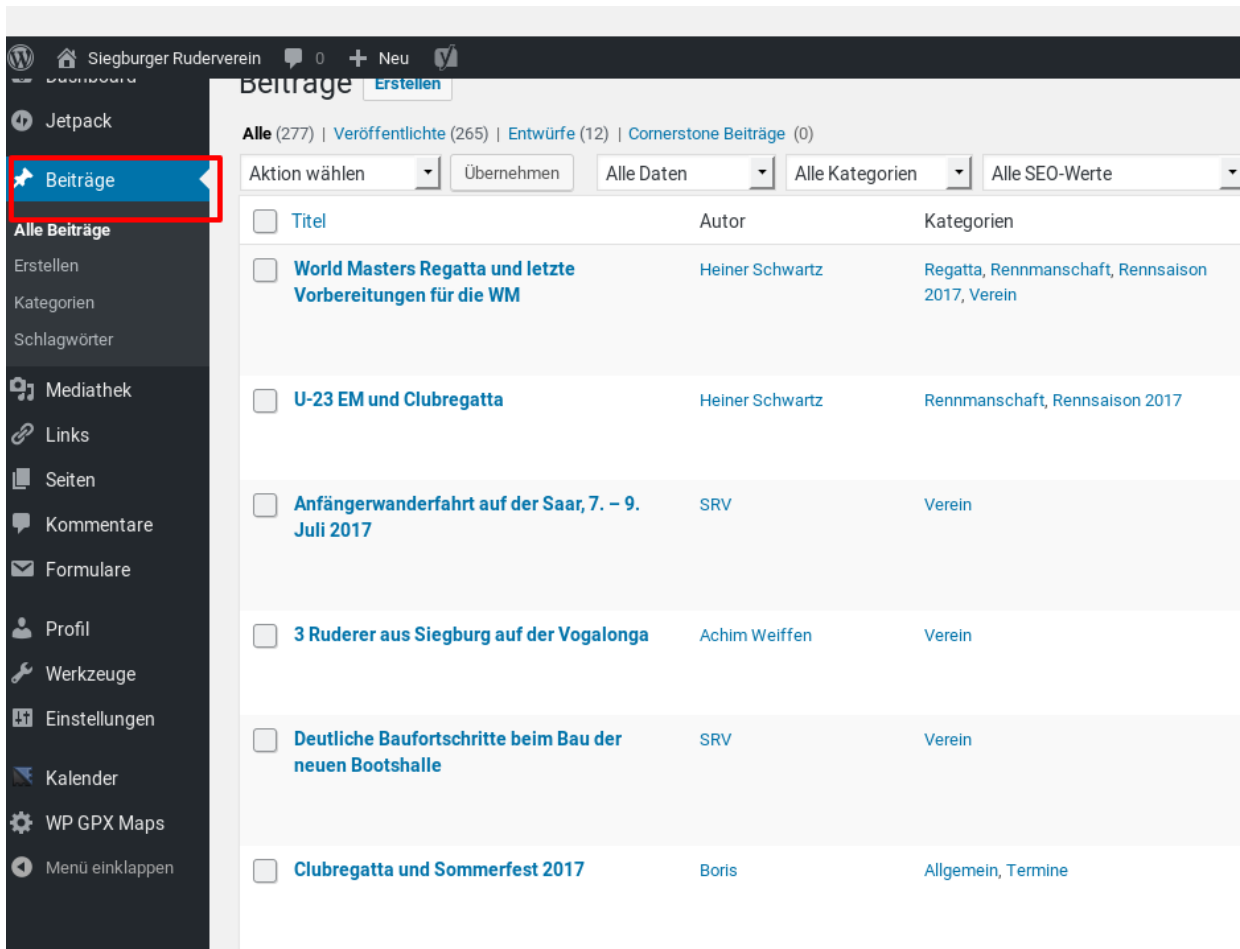 Siegburger Ruderverein 0 Neu
Dashboard
Beiträge Erstellen
Jetpack
Alle (277) | Veröffentlichte (265) | Entwürfe (12) | Cornerstone Beiträge (0)
Beiträge
Aktion wählen Übernehmen Alle Daten Alle Kategorien Alle SEO-Werte
Alle Beiträge
Erstellen
Kategorien
Schlagwörter
Mediathek
Links
Seiten
Kommentare
Formulare
Profil
Werkzeuge
Einstellungen
Kalender
WP GPX Maps
Menü einklappen
Titel Autor Kategorien
World Masters Regatta und letzte Heiner Schwartz Regatta, Rennmanschaft, Rennsaison
Vorbereitungen für die WM 2017, Verein
U-23 EM und Clubregatta Heiner Schwartz Rennmanschaft, Rennsaison 2017
Anfängerwanderfahrt auf der Saar, 7. – 9. SRV Verein
Juli 2017
3 Ruderer aus Siegburg auf der Vogalonga Achim Weiffen Verein
Deutliche Baufortschritte beim Bau der SRV Verein
neuen Bootshalle
Clubregatta und Sommerfest 2017 Boris Allgemein, Termine